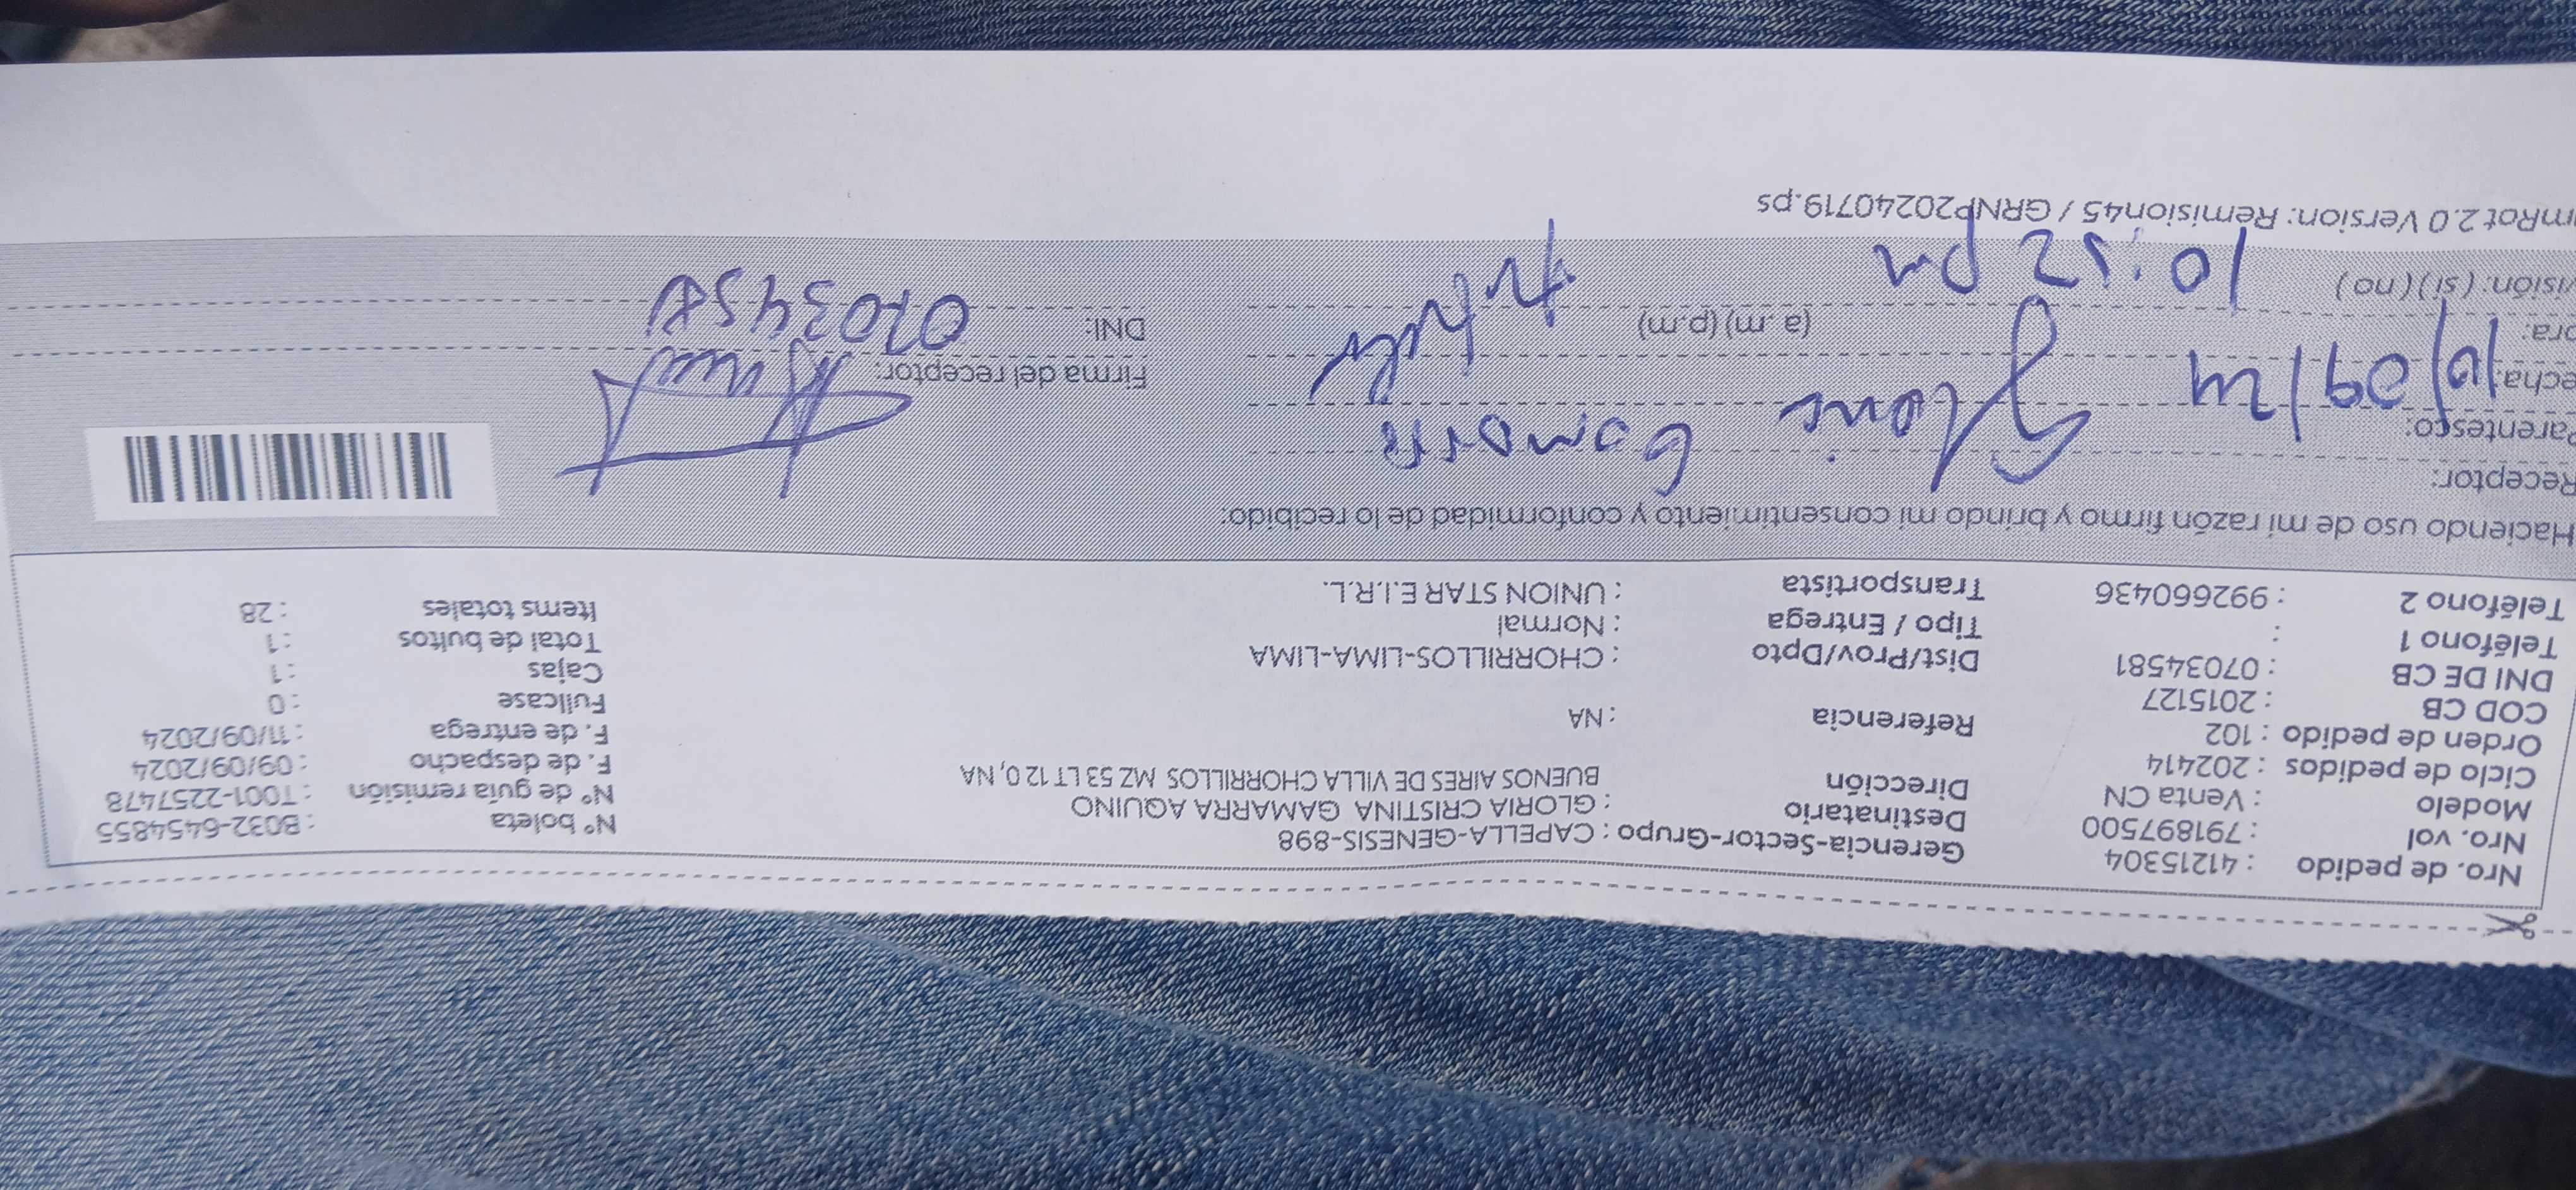 Nro. de pedido : 41215304
Nro. vol : 791897500
Modelo : Venta CN
Ciclo de pedidos : 202414
Orden de pedido : 102
COD CB : 2015127
DNI DE CB : 07034581
Teléfono 1 :
Teléfono 2 : 992660436
Gerencia-Sector-Grupo : CAPELLA-GENESIS-898
Destinatario : GLORIA CRISTINA GAMARRA AQUINO
Dirección BUENOS AIRES DE VILLA CHORRILLOS MZ 53 LT 12 0, NA
Referencia : NA
Dist/Prov/Dpto : CHORRILLOS-LIMA-LIMA
Tipo / Entrega : Normal
Transportista : UNION STAR E.I.R.L.
N° boleta : B032-6454855
N° de guía remisión : T001-2257478
F. de despacho : 09/09/2024
F. de entrega : 11/09/2024
Fullcase : 0
Cajas : 1
Total de bultos : 1
Items totales : 28
Haciendo uso de mi razón firmo y brindo mi consentimiento y conformidad de lo recibido:
Receptor: Gamarra
Parentesco:
echa: 10/09/24
ora: (a .m) (p.m)
visión: ( si ) ( no )
10:52 pm
Firma del receptor:
DNI: 0703458
mRot 2.0 Version: Remision45 / GRNP20240719.ps